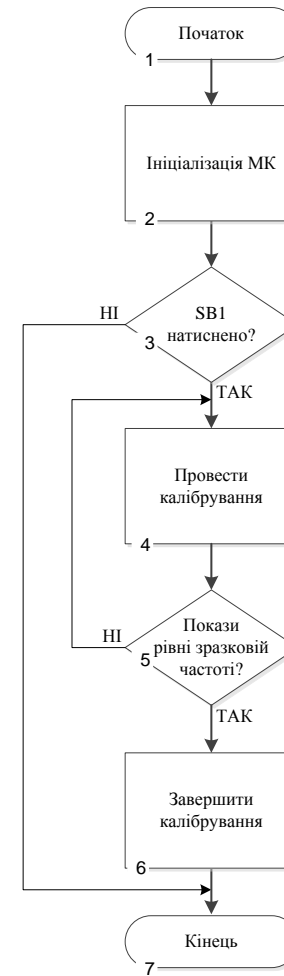 Початок
1
Ініціалізація МК
2
SB1
натиснено?
НІ
3
ТАК
Провести
калібрування
4
Покази
рівні зразковій
частоті?
НІ
5
ТАК
Завершити
калібрування
6
Кінець
7